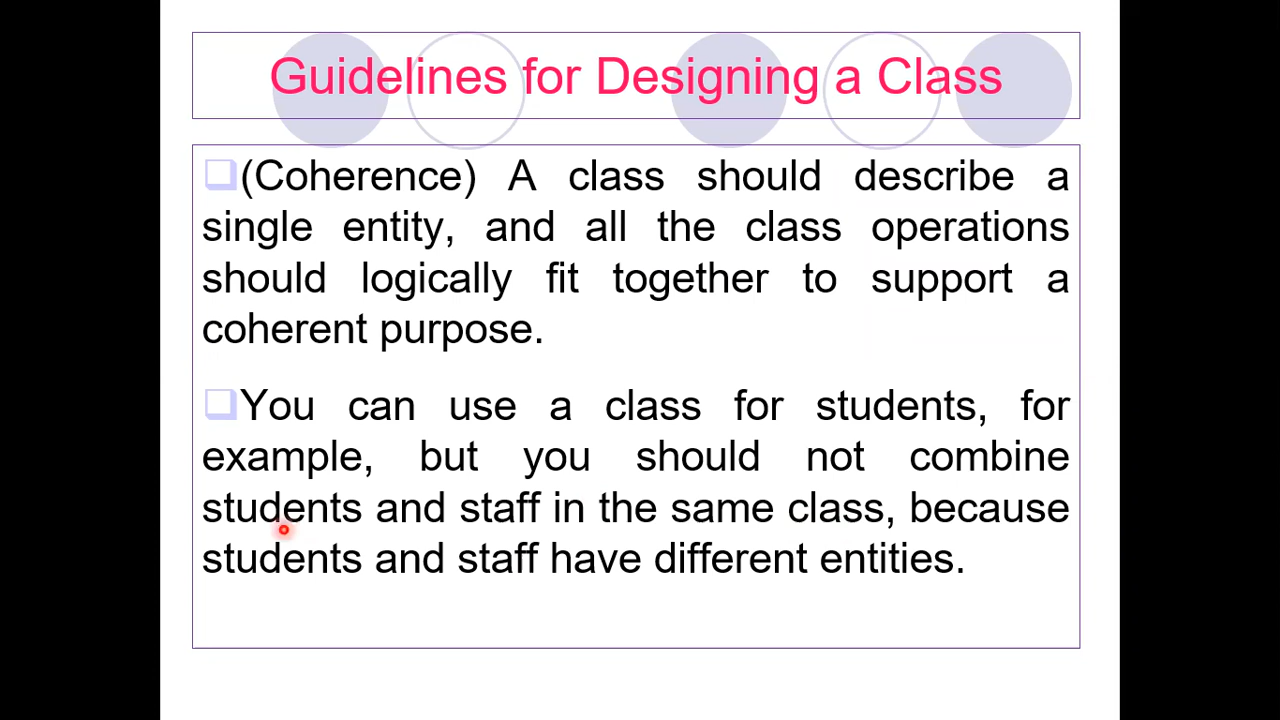 Guidelines for Designing a Class
(Coherence) A class should describe a
single entity, and all the class operations
should logically fit together to support a
coherent purpose.
You can use a class for students, for
example, but you should not combine
students and staff in the same class, because
students and staff have different entities.